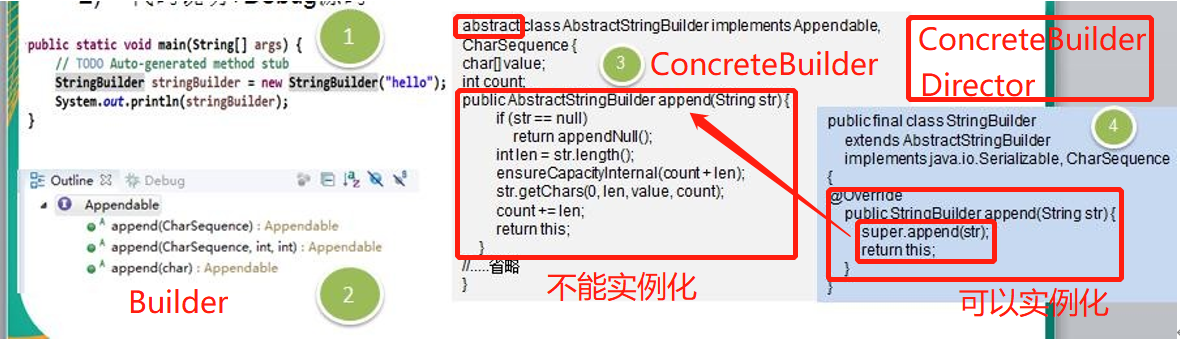 public static void main(String[] args) {
// TODO Auto-generated method stub
StringBuilder stringBuilder = new StringBuilder("hello");
System.out.println(stringBuilder);
}
1
Outline
Debug
Appendable
append(CharSequence) : Appendable
append(CharSequence, int, int) : Appendable
append(char) : Appendable
Builder
2
abstract class AbstractStringBuilder implements Appendable,
CharSequence {
char[] value;
int count;
3
ConcreteBuilder
public AbstractStringBuilder append(String str) {
if (str == null)
return appendNull();
int len = str.length();
ensureCapacityInternal(count + len);
str.getChars(0, len, value, count);
count += len;
return this;
}
//.....省略
}
不能实例化
ConcreteBuilder
Director
4
public final class StringBuilder
extends AbstractStringBuilder
implements java.io.Serializable, CharSequence
{
@Override
public StringBuilder append(String str) {
super.append(str);
return this;
}
}
可以实例化